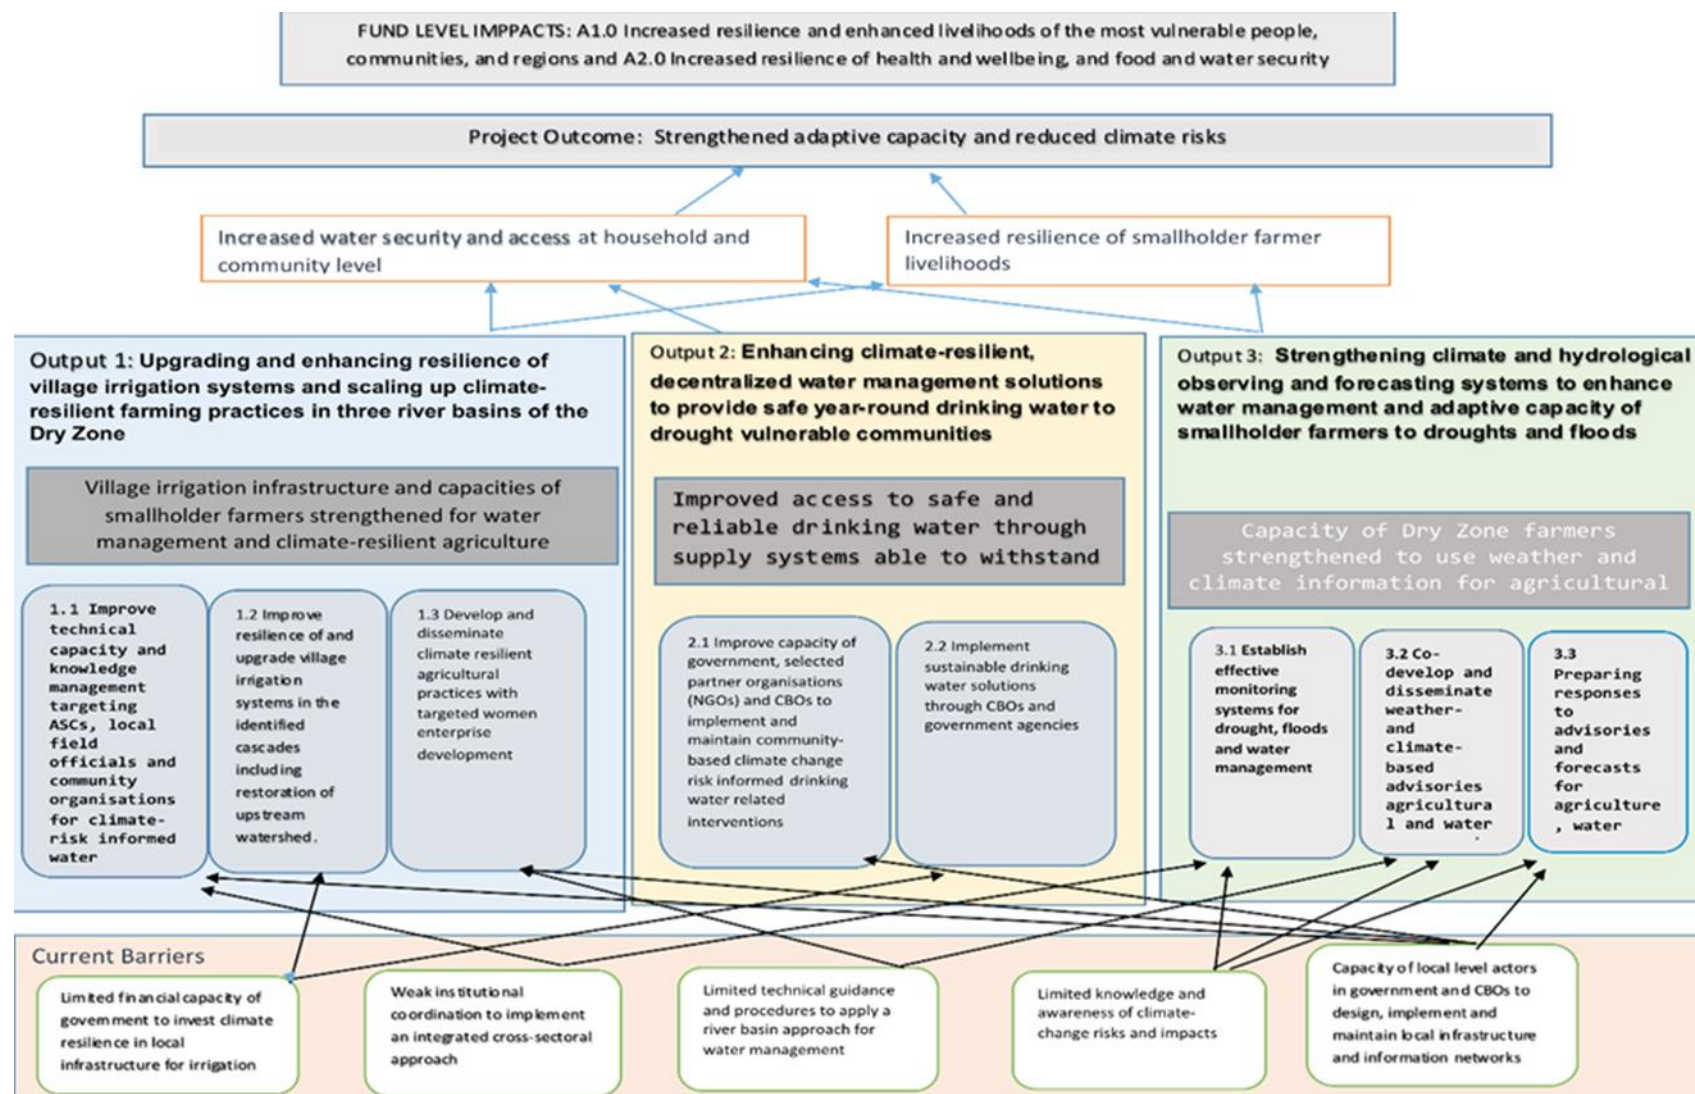 FUND LEVEL IMPPACTS: A1.0 Increased resilience and enhanced livelihoods of the most vulnerable people,
communities, and regions and A2.0 Increased resilience of health and wellbeing, and food and water security
Project Outcome: Strengthened adaptive capacity and reduced climate risks
Increased water security and access at household and
community level
Increased resilience of smallholder farmer
livelihoods
Output 1: Upgrading and enhancing resilience of
village irrigation systems and scaling up climate-
resilient farming practices in three river basins of the
Dry Zone
Village irrigation infrastructure and capacities of
smallholder farmers strengthened for water
management and climate-resilient agriculture
1.1 Improve
technical
capacity and
knowledge
management
targeting
ASCs, local
field
officials and
community
organisations
for climate-
risk informed
water
1.2 Improve
resilience of and
upgrade village
irrigation
systems in the
identified
cascades
including
restoration of
upstream
watershed.
1.3 Develop and
disseminate
climate resilient
agricultural
practices with
targeted women
enterprise
development
Output 2: Enhancing climate-resilient,
decentralized water management solutions
to provide safe year-round drinking water to
drought vulnerable communities
Improved access to safe and
reliable drinking water through
supply systems able to withstand
2.1 Improve capacity of
government, selected
partner organisations
(NGOs) and CBOs to
implement and
maintain community-
based climate change
risk informed drinking
water related
interventions
2.2 Implement
sustainable drinking
water solutions
through CBOs and
government agencies
Output 3: Strengthening climate and hydrological
observing and forecasting systems to enhance
water management and adaptive capacity of
smallholder farmers to droughts and floods
Capacity of Dry Zone farmers
strengthened to use weather and
climate information for agricultural
3.1 Establish
effective
monitoring
systems for
drought, floods
and water
management
3.2 Co-
develop and
disseminate
weather-
and
climate-
based
advisories
agricultura
l and water
3.3
Preparing
responses
to
advisories
and
forecasts
for
agriculture
, water
Current Barriers
Limited financial capacity of
government to invest climate
resilience in local
infrastructure for irrigation
Weak institutional
coordination to implement
an integrated cross-sectoral
approach
Limited technical guidance
and procedures to apply a
river basin approach for
water management
Limited knowledge and
awareness of climate-
change risks and impacts
Capacity of local level actors
in government and CBOs to
design, implement and
maintain local infrastructure
and information networks